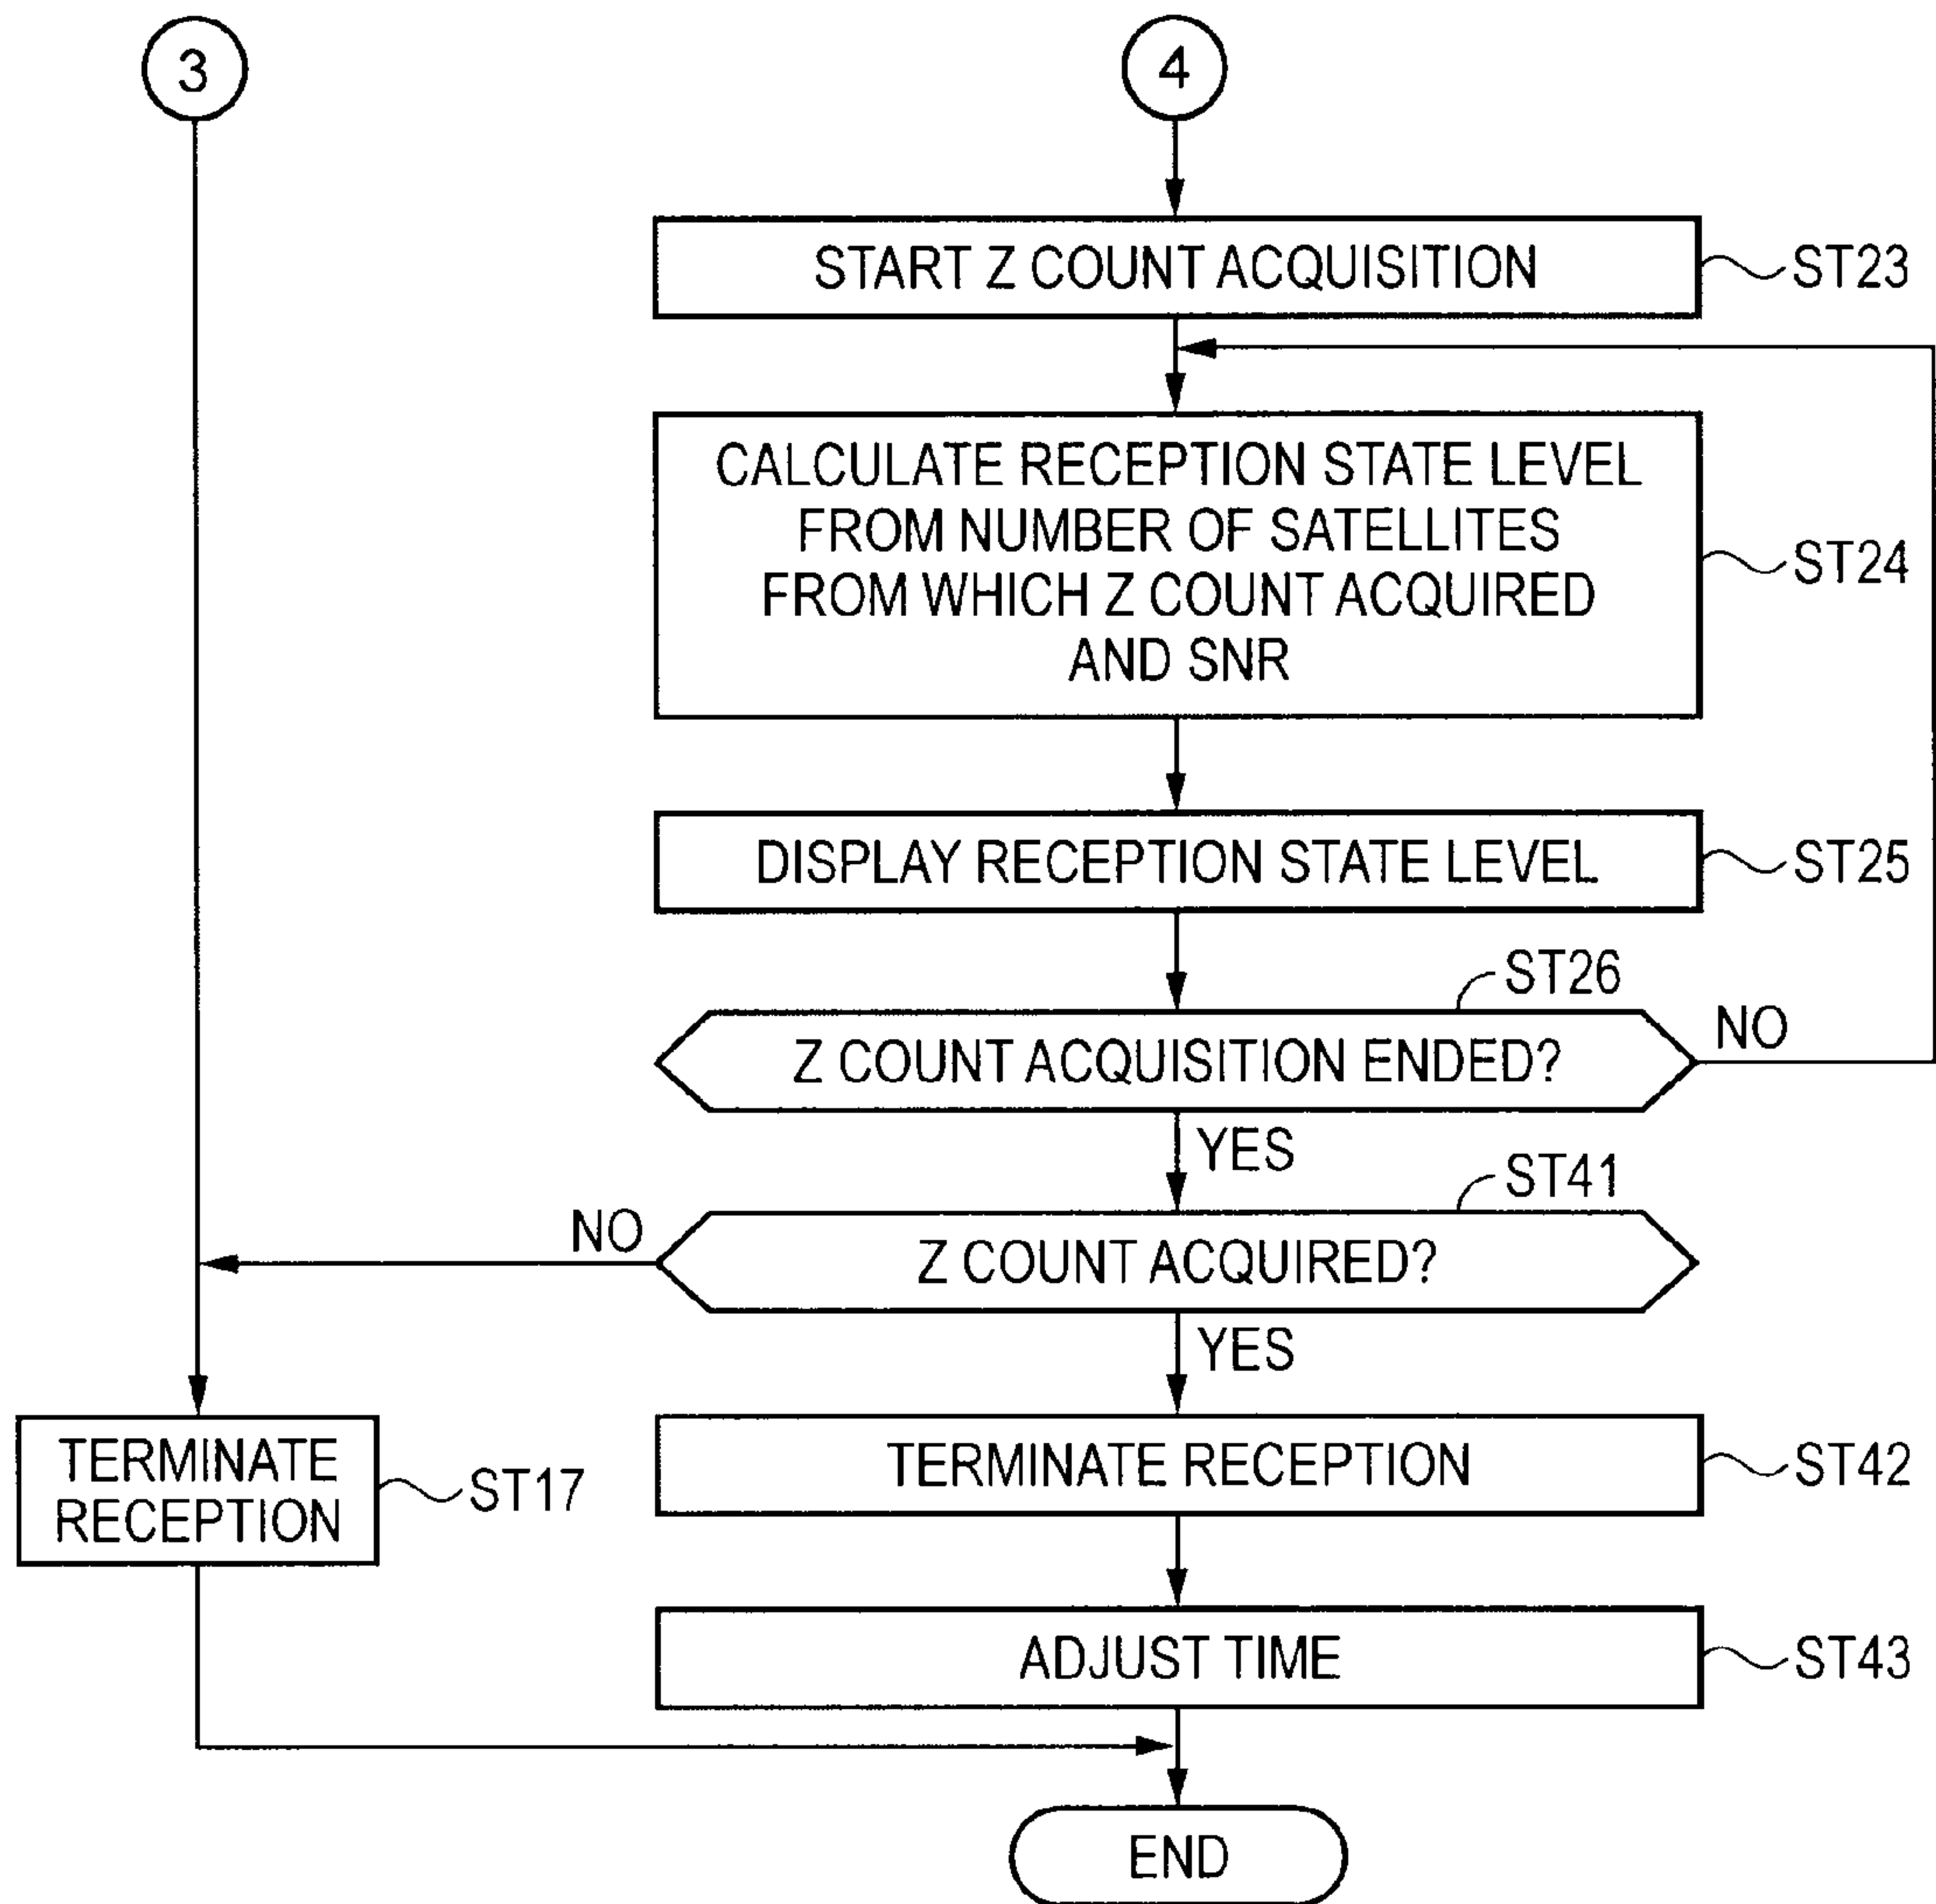 3
4
START Z COUNT ACQUISITION
ST23
CALCULATE RECEPTION STATE LEVEL
FROM NUMBER OF SATELLITES
FROM WHICH Z COUNT ACQUIRED
AND SNR
ST24
DISPLAY RECEPTION STATE LEVEL
ST25
ST26
Z COUNT ACQUISITION ENDED?
NO
YES
ST41
NO
Z COUNT ACQUIRED?
YES
TERMINATE
RECEPTION
ST17
TERMINATE RECEPTION
ST42
ADJUST TIME
ST43
END